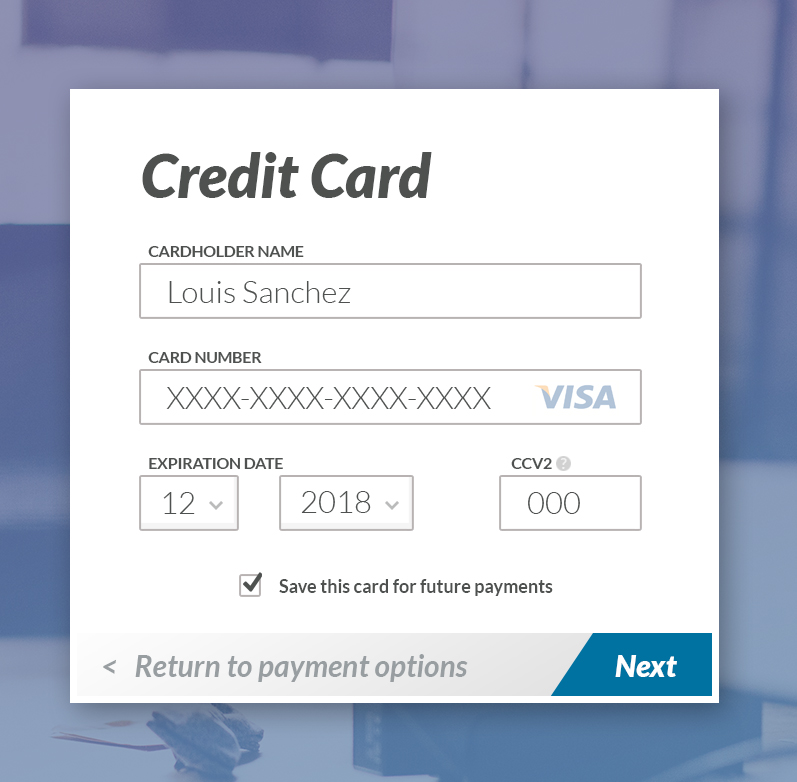 Credit Card
CARDHOLDER NAME
Louis Sanchez
CARD NUMBER
XXXX-XXXX-XXXX-XXXX VISA
EXPIRATION DATE CCV2 ?
12 2018 000
Save this card for future payments
< Return to payment options Next